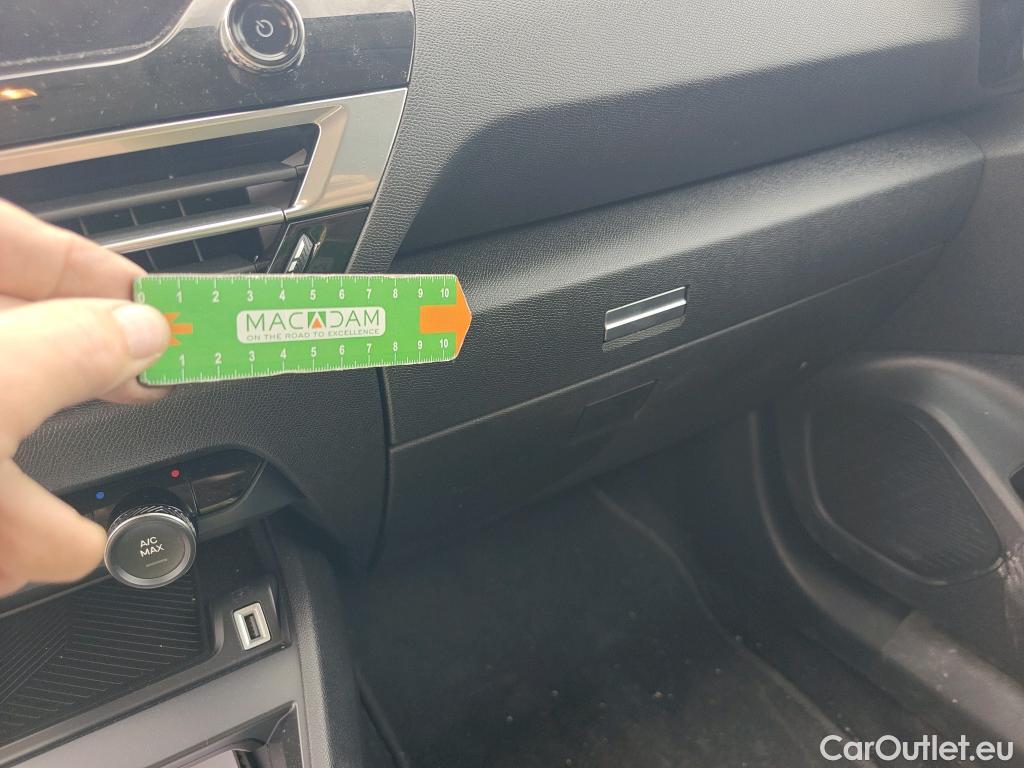 0 1 2 3 4 5 6 7 8 9 10
MACADAM
ON THE ROAD TO EXCELLENCE
1 2 3 4 5 6 7 8 9 10
A/C
MAX
CarOutlet.eu